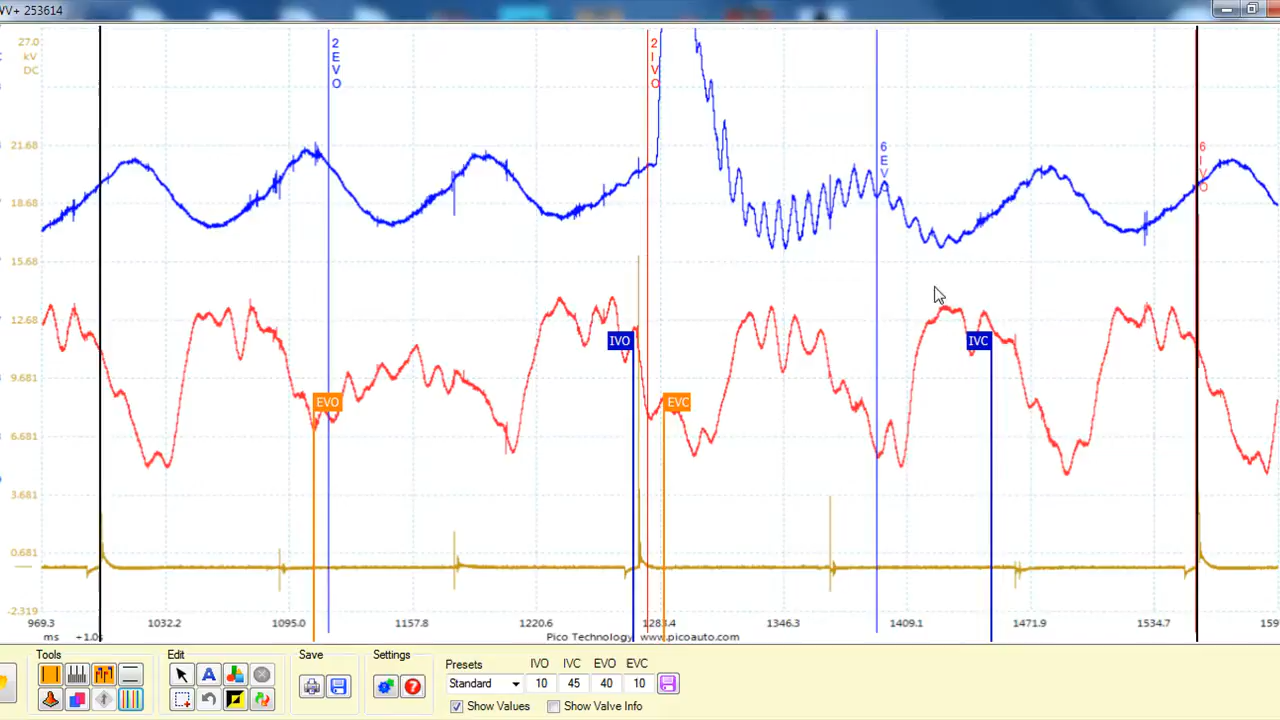 VV+ 253614
27.0
kV
DC
21.68
18.68
15.68
12.68
9.681
6.681
3.681
0.681
-2.319
2
E
V
O
2
I
V
O
6
E
V
6
I
V
O
IVO
IVC
EVO
EVC
969.3
1032.2
1095.0
1157.8
1220.6
1283.4
1346.3
1409.1
1471.9
1534.7
ms
Pico Technology www.picoauto.com
Tools
Edit
Save
Settings
Presets
IVO
IVC
EVO
EVC
Standard
10
45
40
10
Show Values
Show Valve Info